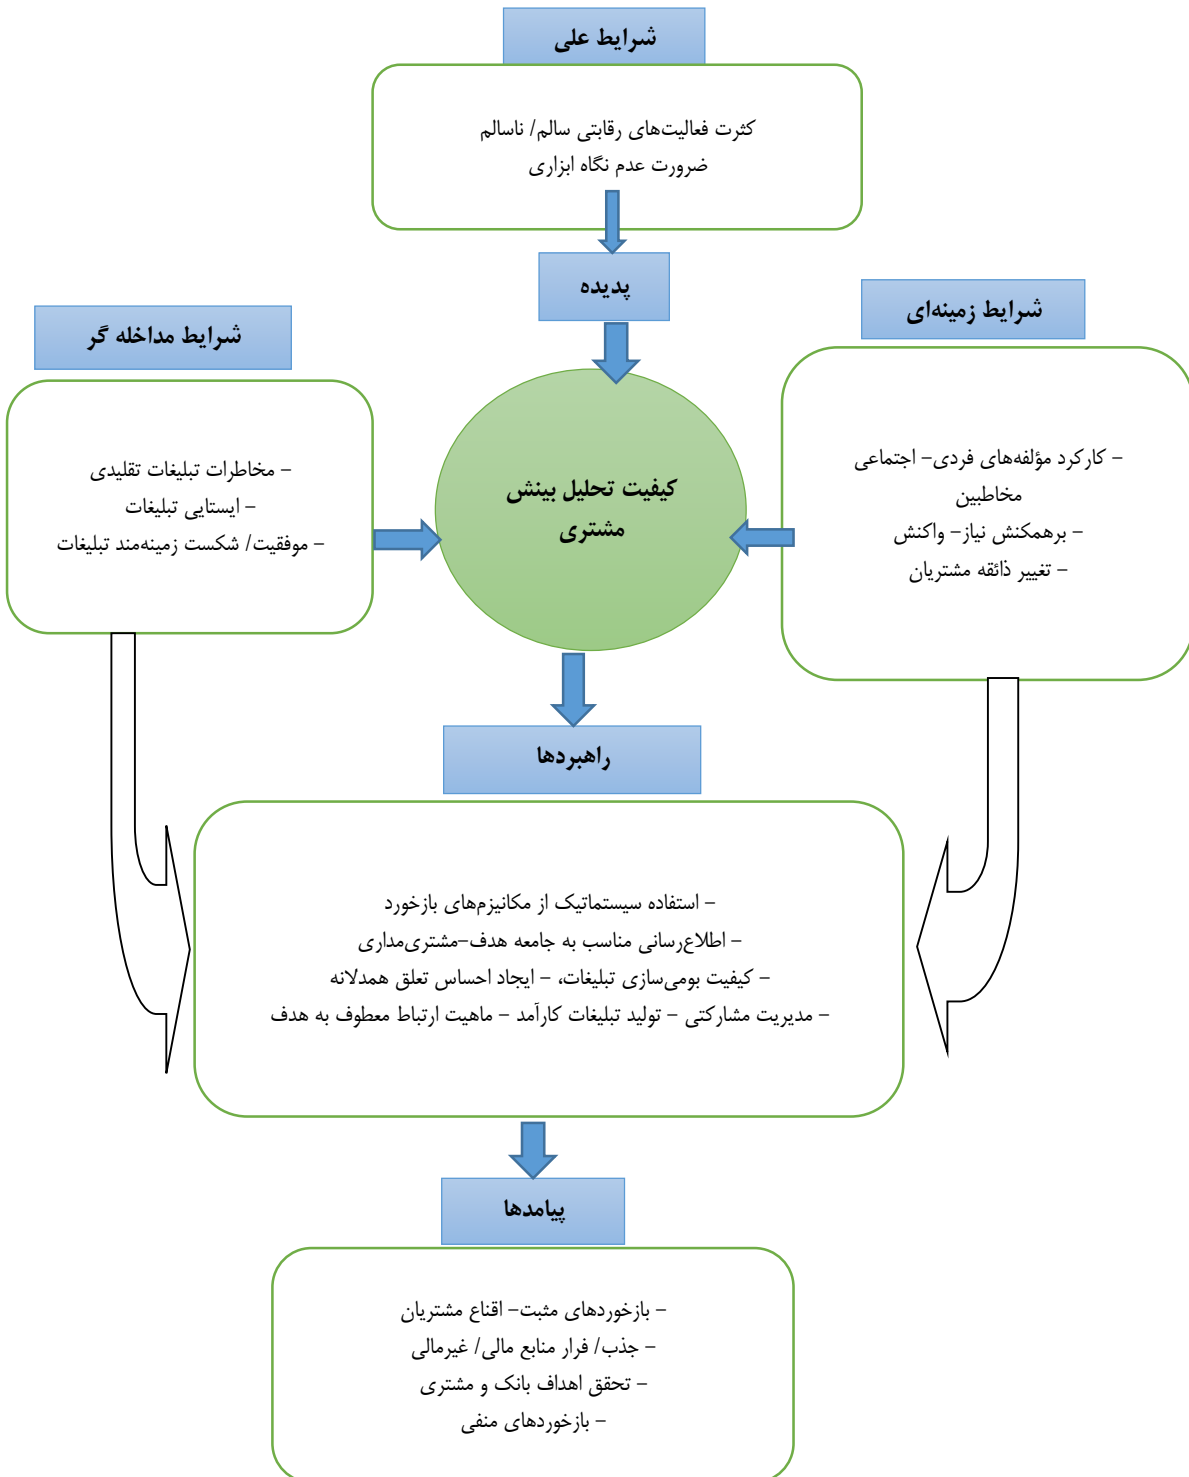 شرایط علی
کثرت فعالیت‌های رقابتی سالم/ ناسالم
ضرورت عدم نگاه ابزاری
پدیده
شرایط زمینه‌ای
– کارکرد مؤلفه‌های فردی– اجتماعی
مخاطبین
– برهمکنش نیاز– واکنش
– تغییر ذائقه مشتریان
شرایط مداخله گر
– مخاطرات تبلیغات تقلیدی
– ایستایی تبلیغات
– موفقیت/ شکست زمینه‌مند تبلیغات
کیفیت تحلیل بینش
مشتری
راهبردها
– استفاده سیستماتیک از مکانیزم‌های بازخورد
– اطلاع‌رسانی مناسب به جامعه هدف–مشتری‌مداری
– کیفیت بومی‌سازی تبلیغات، – ایجاد احساس تعلق همدلانه
– مدیریت مشارکتی – تولید تبلیغات کارآمد – ماهیت ارتباط معطوف به هدف
پیامدها
– بازخوردهای مثبت– اقناع مشتریان
– جذب/ فرار منابع مالی/ غیرمالی
– تحقق اهداف بانک و مشتری
– بازخوردهای منفی